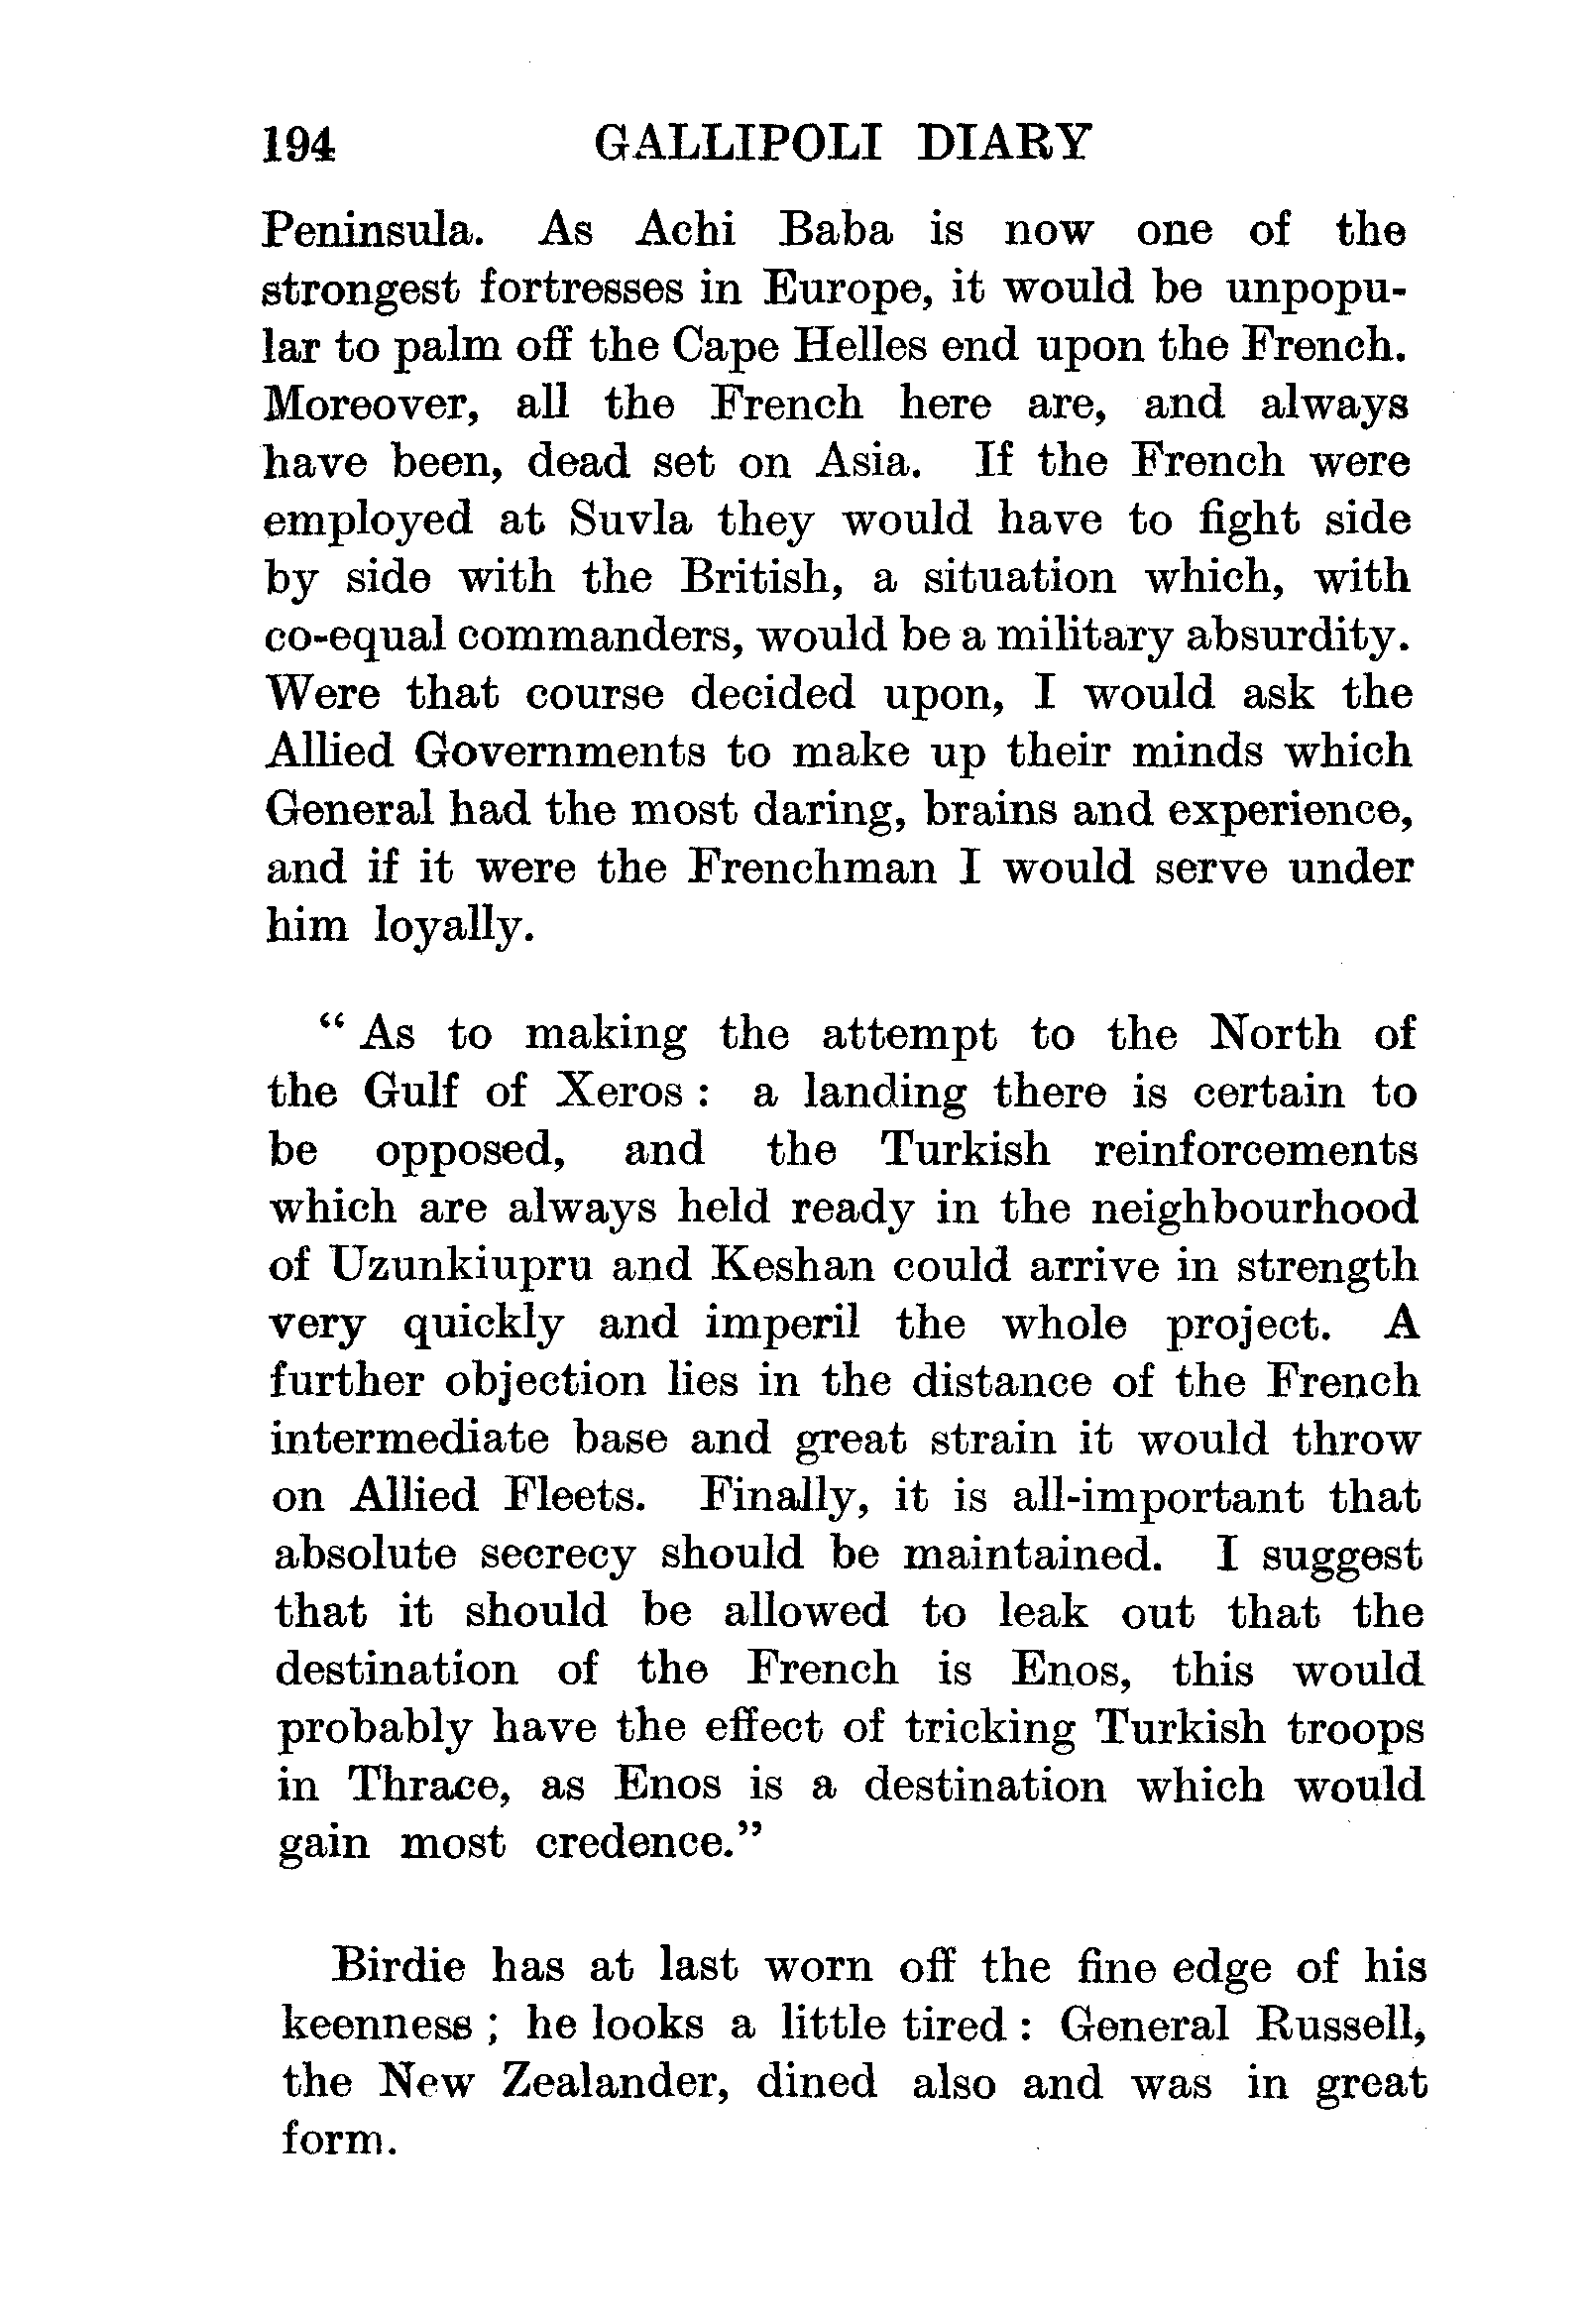 194 GALLIPOLI DIARY
Peninsula. As Achi Baba is now one of the
strongest fortresses in Europe, it would be unpopu-
lar to palm off the Cape Helles end upon the French.
Moreover, all the French here are, and always
have been, dead set on Asia. If the French were
employed at Suvla they would have to fight side
by side with the British, a situation which, with
co-equal commanders, would be a military absurdity.
Were that course decided upon, I would ask the
Allied Governments to make up their minds which
General had the most daring, brains and experience,
and if it were the Frenchman I would serve under
him loyally.
“ As to making the attempt to the North of
the Gulf of Xeros : a landing there is certain to
be opposed, and the Turkish reinforcements
which are always held ready in the neighbourhood
of Uzunkiupru and Keshan could arrive in strength
very quickly and imperil the whole project. A
further objection lies in the distance of the French
intermediate base and great strain it would throw
on Allied Fleets. Finally, it is all-important that
absolute secrecy should be maintained. I suggest
that it should be allowed to leak out that the
destination of the French is Enos, this would
probably have the effect of tricking Turkish troops
in Thrace, as Enos is a destination which would
gain most credence.”
Birdie has at last worn off the fine edge of his
keenness ; he looks a little tired : General Russell,
the New Zealander, dined also and was in great
form.